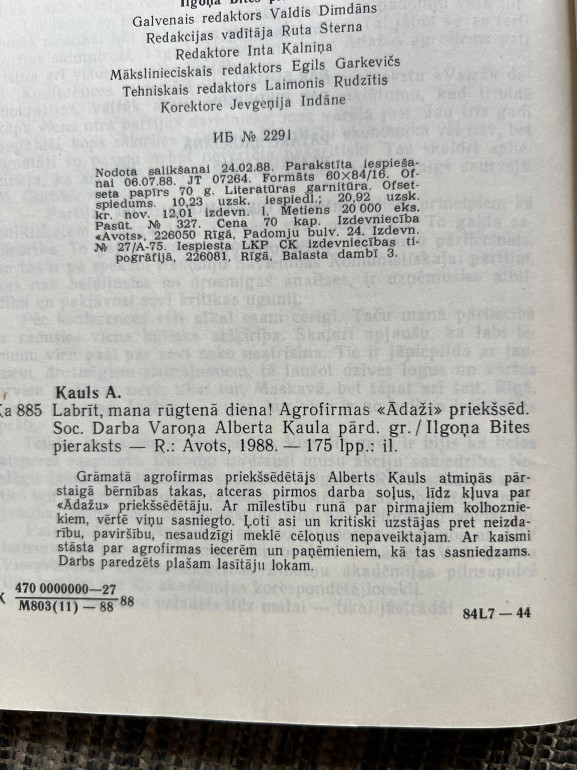 Ilgoņa Bites
Galvenais redaktors Valdis Dimdāns
Redakcijas vadītāja Ruta Šterna
Redaktore Inta Kalniņa
Mākslinieciskais redaktors Egils Garkevičs
Tehniskais redaktors Laimonis Rudzītis
Korektore Jevgeņija Indāne
ИБ № 2291
Nodota salikšanai 24.02.88. Parakstīta iespieša-
nai 06.07.88. JT 07264. Formāts 60×84/16. Of-
seta papīrs 70 g. Literatūras garnitūra. Ofset-
spiedums. 10,23 uzsk. iespiedl.; 20,92 uzsk.
kr. nov. 12,01 izdevn. l. Metiens 20 000 eks.
Pasūt. № 327. Cena 70 kap. Izdevniecība
«Avots», 226050 Rīgā, Padomju bulv. 24. Izdevn.
№ 27/A-75. Iespiesta LKP CK izdevniecības ti-
pogrāfijā, 226081, Rīgā, Balasta dambī 3.
Kauls A.
Ka 885 Labrīt, mana rūgtenā diena! Agrofirmas «Ādaži» priekšsēd.
Soc. Darba Varoņa Alberta Kaula pārd. gr. / Ilgoņa Bites
pieraksts — R.: Avots, 1988. — 175 lpp.: il.
Grāmatā agrofirmas priekšsēdētājs Alberts Kauls atmiņās pār-
staigā bērnības takas, atceras pirmos darba soļus, līdz kļuva par
«Ādažu» priekšsēdētāju. Ar mīlestību runā par pirmajiem kolhoznie-
kiem, vērtē viņu sasniegto. Ļoti asi un kritiski uzstājas pret neizda-
rību, paviršību, nesaudzīgi meklē cēloņus nepaveiktajam. Ar kaismi
stāsta par agrofirmas iecerēm un paņēmieniem, kā tas sasniedzams.
Darbs paredzēts plašam lasītāju lokam.
K 470 0000000—27
M803(11) — 88 88
84L7 — 44